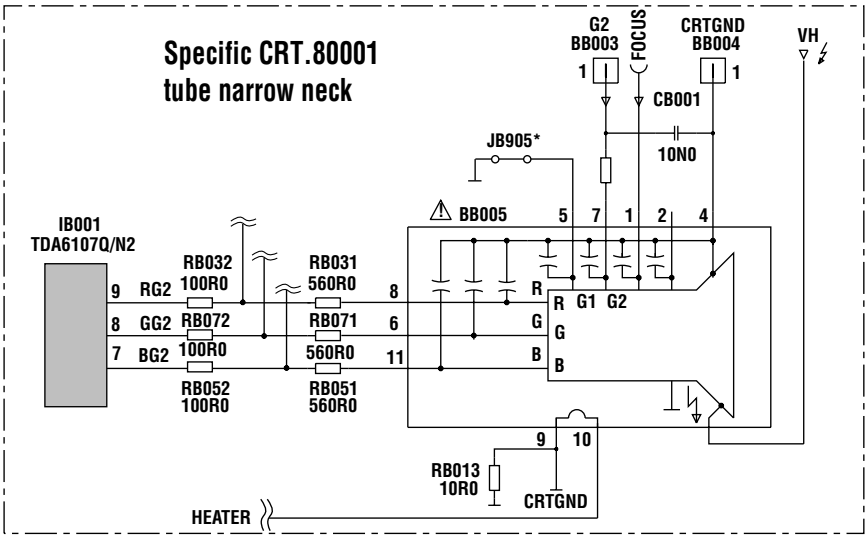 Specific CRT.80001
tube narrow neck
G2
BB003
1
FOCUS
CRTGND
BB004
1
VH
CB001
10N0
JB905*
BB005
5
7
1
2
4
IB001
TDA6107Q/N2
9
RG2
RB032
100R0
RB031
560R0
8
R
R
G1
G2
8
GG2
RB072
100R0
RB071
560R0
6
G
G
7
BG2
RB052
100R0
RB051
560R0
11
B
B
9
10
RB013
10R0
CRTGND
HEATER